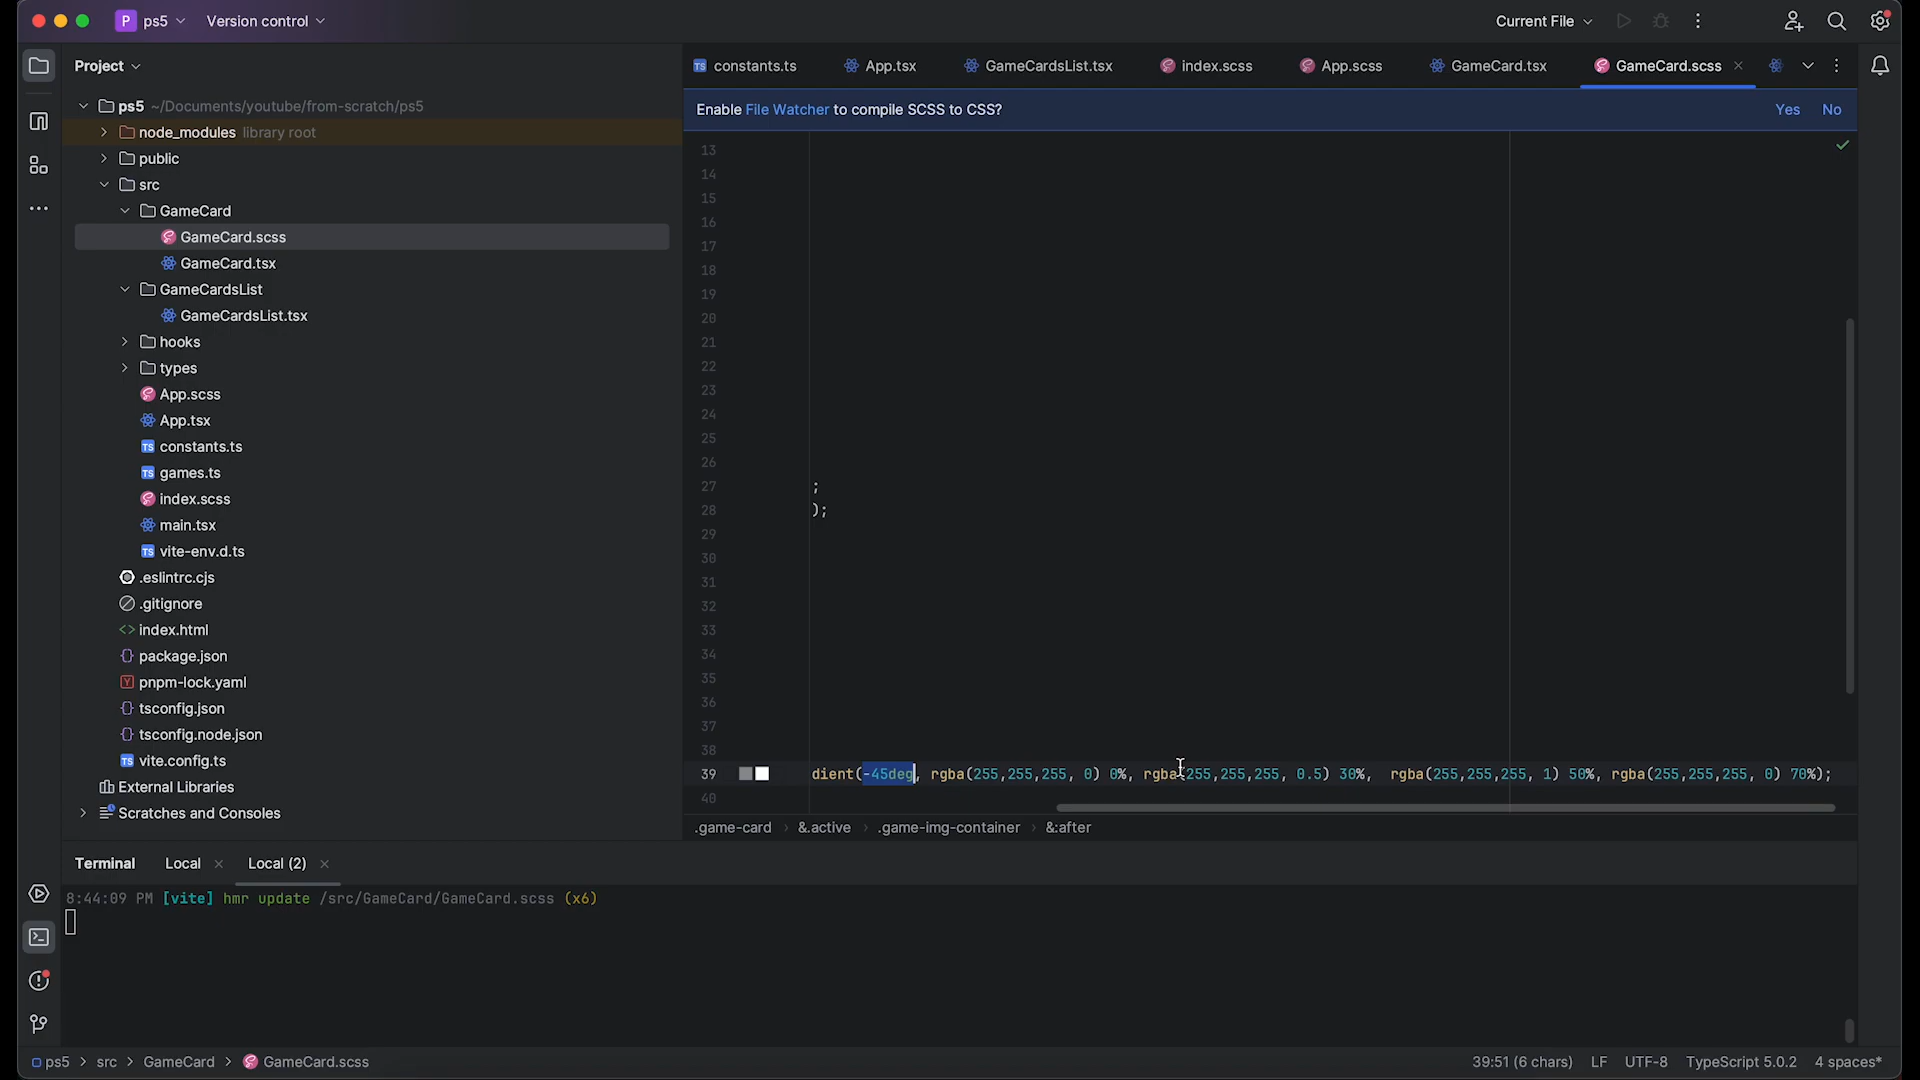 P ps5 Version control
Current File
Project
constants.ts App.tsx GameCardsList.tsx index.scss App.scss GameCard.tsx GameCard.scss
Enable File Watcher to compile SCSS to CSS? Yes No
ps5 ~/Documents/youtube/from-scratch/ps5
node_modules library root
public
src
GameCard
GameCard.scss
GameCard.tsx
GameCardsList
GameCardsList.tsx
hooks
types
App.scss
App.tsx
constants.ts
games.ts
index.scss
main.tsx
vite-env.d.ts
.eslintrc.cjs
.gitignore
index.html
package.json
pnpm-lock.yaml
tsconfig.json
tsconfig.node.json
vite.config.ts
External Libraries
Scratches and Consoles
13
14
15
16
17
18
19
20
21
22
23
24
25
26
27 ;
28 );
29
30
31
32
33
34
35
36
37
38
39 dient(-45deg, rgba(255,255,255, 0) 0%, rgba(255,255,255, 0.5) 30%,  rgba(255,255,255, 1) 50%, rgba(255,255,255, 0) 70%);
40
.game-card &.active .game-img-container &:after
Terminal Local Local (2)
8:44:09 PM [vite] hmr update /src/GameCard/GameCard.scss (x6)
ps5 src GameCard GameCard.scss
39:51 (6 chars) LF UTF-8 TypeScript 5.0.2 4 spaces*